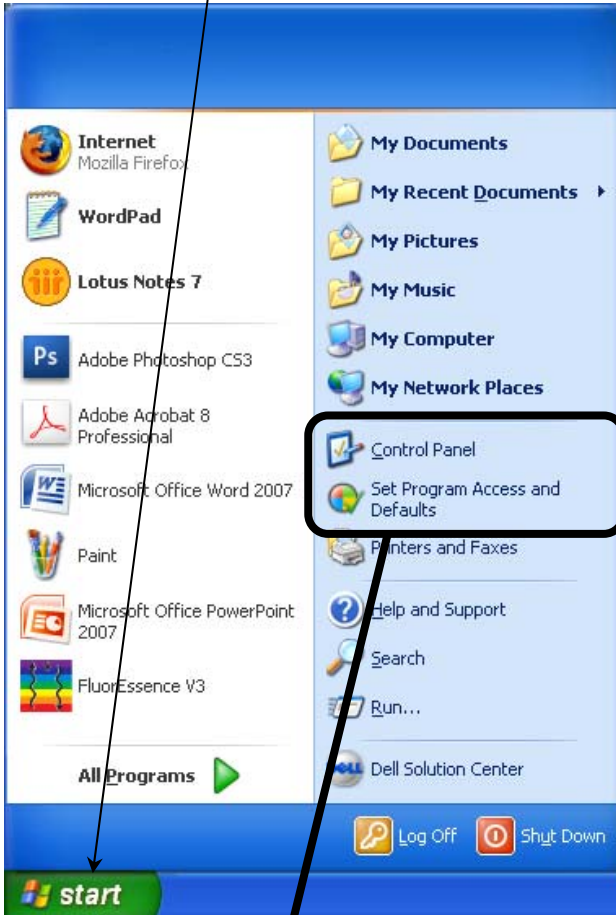 Internet
Mozilla Firefox
WordPad
Lotus Notes 7
Ps
Adobe Photoshop CS3
Adobe Acrobat 8
Professional
Microsoft Office Word 2007
Paint
Microsoft Office PowerPoint
2007
FluorEssence V3
All Programs
My Documents
My Recent Documents
My Pictures
My Music
My Computer
My Network Places
Control Panel
Set Program Access and
Defaults
Printers and Faxes
Help and Support
Search
Run...
DELL Dell Solution Center
Log Off
Shut Down
start